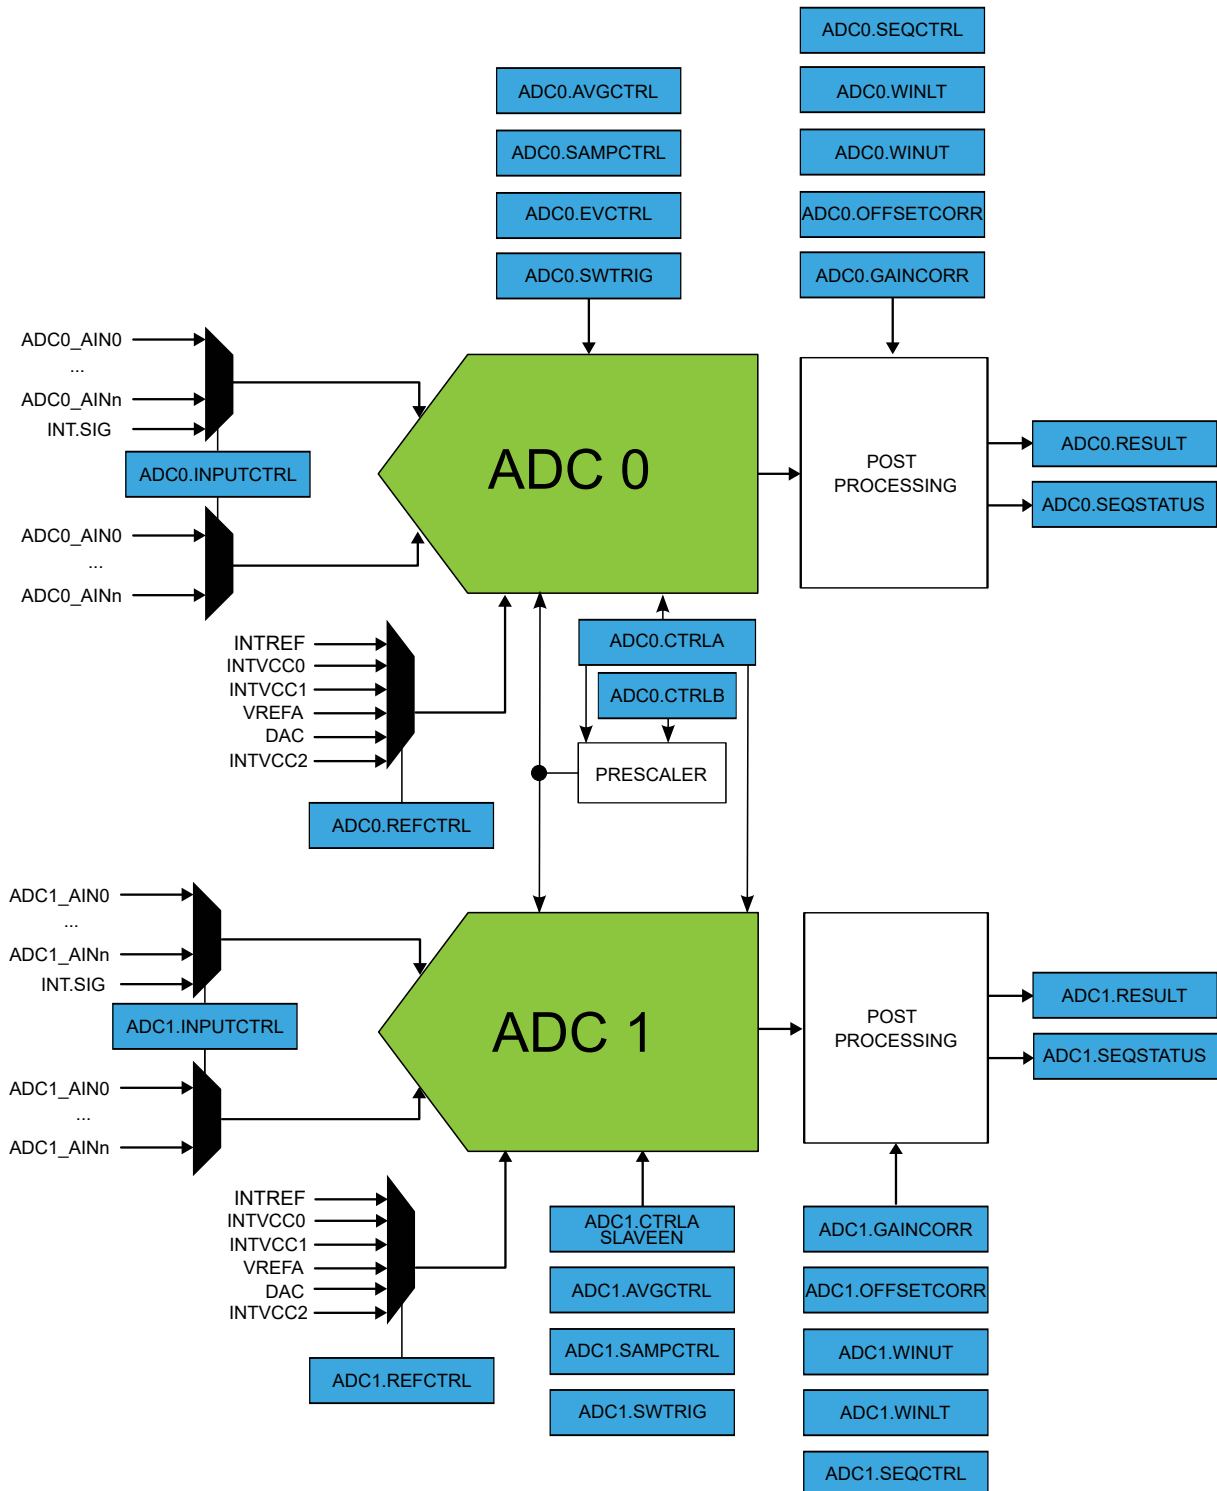 ADC0.SEQCTRL
ADC0.AVGCTRL
ADC0.WINLT
ADC0.SAMPCTRL
ADC0.WINUT
ADC0.EVCTRL
ADC0.OFFSETCORR
ADC0.SWTRIG
ADC0.GAINCORR
ADC0_AIN0
...
ADC0_AINn
INT.SIG
ADC0.INPUTCTRL
ADC0_AIN0
...
ADC0_AINn
ADC 0
POST
PROCESSING
ADC0.RESULT
ADC0.SEQSTATUS
INTREF
INTVCC0
INTVCC1
VREFA
DAC
INTVCC2
ADC0.REFCTRL
ADC0.CTRLA
ADC0.CTRLB
PRESCALER
ADC1_AIN0
...
ADC1_AINn
INT.SIG
ADC1.INPUTCTRL
ADC1_AIN0
...
ADC1_AINn
ADC 1
POST
PROCESSING
ADC1.RESULT
ADC1.SEQSTATUS
INTREF
INTVCC0
INTVCC1
VREFA
DAC
INTVCC2
ADC1.REFCTRL
ADC1.CTRLA
SLAVEEN
ADC1.AVGCTRL
ADC1.SAMPCTRL
ADC1.SWTRIG
ADC1.GAINCORR
ADC1.OFFSETCORR
ADC1.WINUT
ADC1.WINLT
ADC1.SEQCTRL